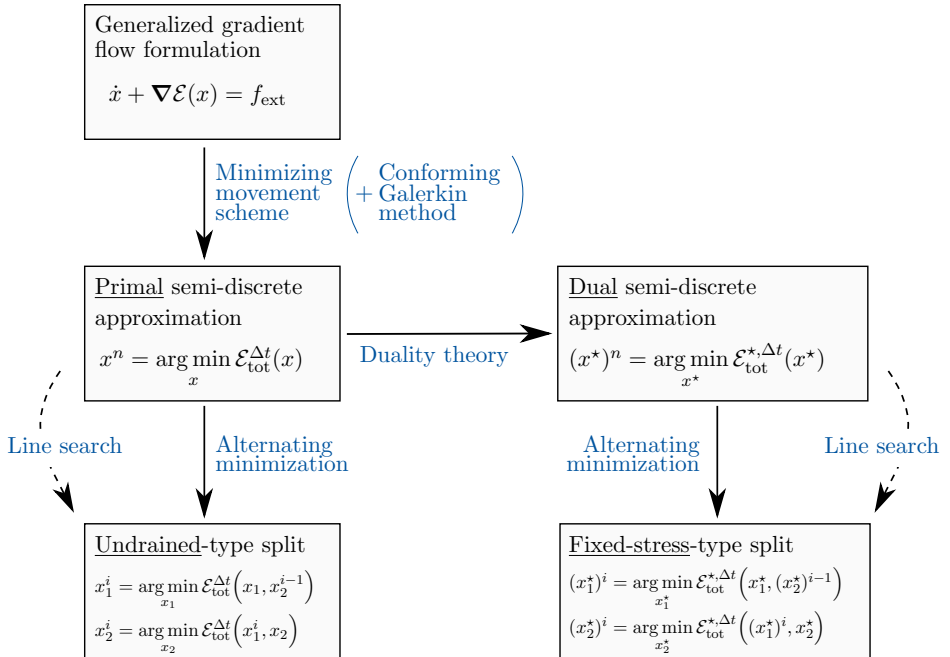 Generalized gradient
flow formulation
ẋ + ∇ℰ(x) = f_ext
Minimizing
movement
scheme
( + Conforming
Galerkin
method )
Primal semi-discrete
approximation
x^n = arg min_x ℰ_tot^{Δt}(x)
Duality theory
Dual semi-discrete
approximation
(x^⋆)^n = arg min_{x^⋆} ℰ_tot^{⋆,Δt}(x^⋆)
Line search
Alternating
minimization
Alternating
minimization
Line search
Undrained-type split
x_1^i = arg min_{x_1} ℰ_tot^{Δt}(x_1, x_2^{i−1})
x_2^i = arg min_{x_2} ℰ_tot^{Δt}(x_1^i, x_2)
Fixed-stress-type split
(x_1^⋆)^i = arg min_{x_1^⋆} ℰ_tot^{⋆,Δt}(x_1^⋆, (x_2^⋆)^{i−1})
(x_2^⋆)^i = arg min_{x_2^⋆} ℰ_tot^{⋆,Δt}((x_1^⋆)^i, x_2^⋆)